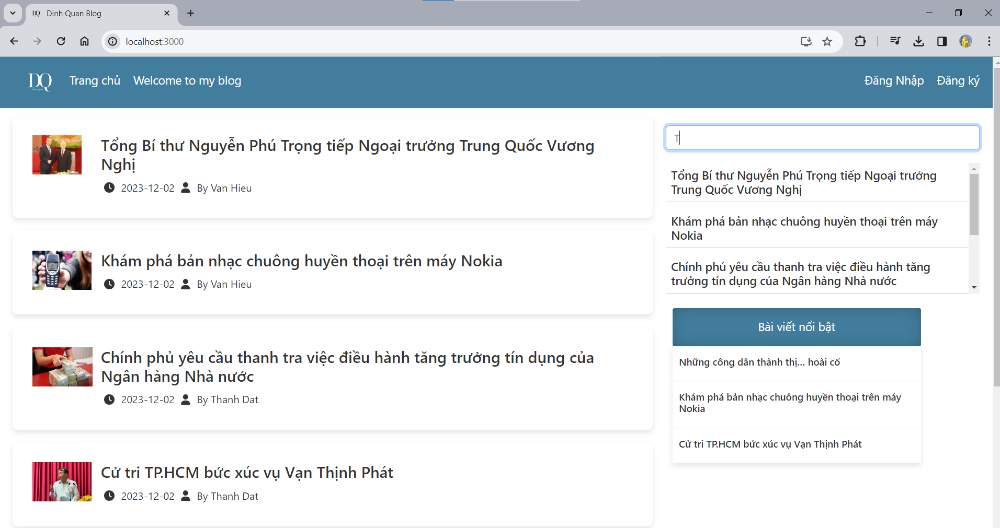 Dinh Quan Blog
localhost:3000
DQ
Dinh Quan
Trang chủ
Welcome to my blog
Đăng Nhập
Đăng ký
Tổng Bí thư Nguyễn Phú Trọng tiếp Ngoại trưởng Trung Quốc Vương
Nghị
2023-12-02 By Van Hieu
Khám phá bản nhạc chuông huyền thoại trên máy Nokia
2023-12-02 By Van Hieu
Chính phủ yêu cầu thanh tra việc điều hành tăng trưởng tín dụng của
Ngân hàng Nhà nước
2023-12-02 By Thanh Dat
Cử tri TP.HCM bức xúc vụ Vạn Thịnh Phát
2023-12-02 By Thanh Dat
T
Tổng Bí thư Nguyễn Phú Trọng tiếp Ngoại trưởng
Trung Quốc Vương Nghị
Khám phá bản nhạc chuông huyền thoại trên máy
Nokia
Chính phủ yêu cầu thanh tra việc điều hành tăng
trưởng tín dụng của Ngân hàng Nhà nước
Bài viết nổi bật
Những công dân thành thị... hoài cổ
Khám phá bản nhạc chuông huyền thoại trên máy
Nokia
Cử tri TP.HCM bức xúc vụ Vạn Thịnh Phát